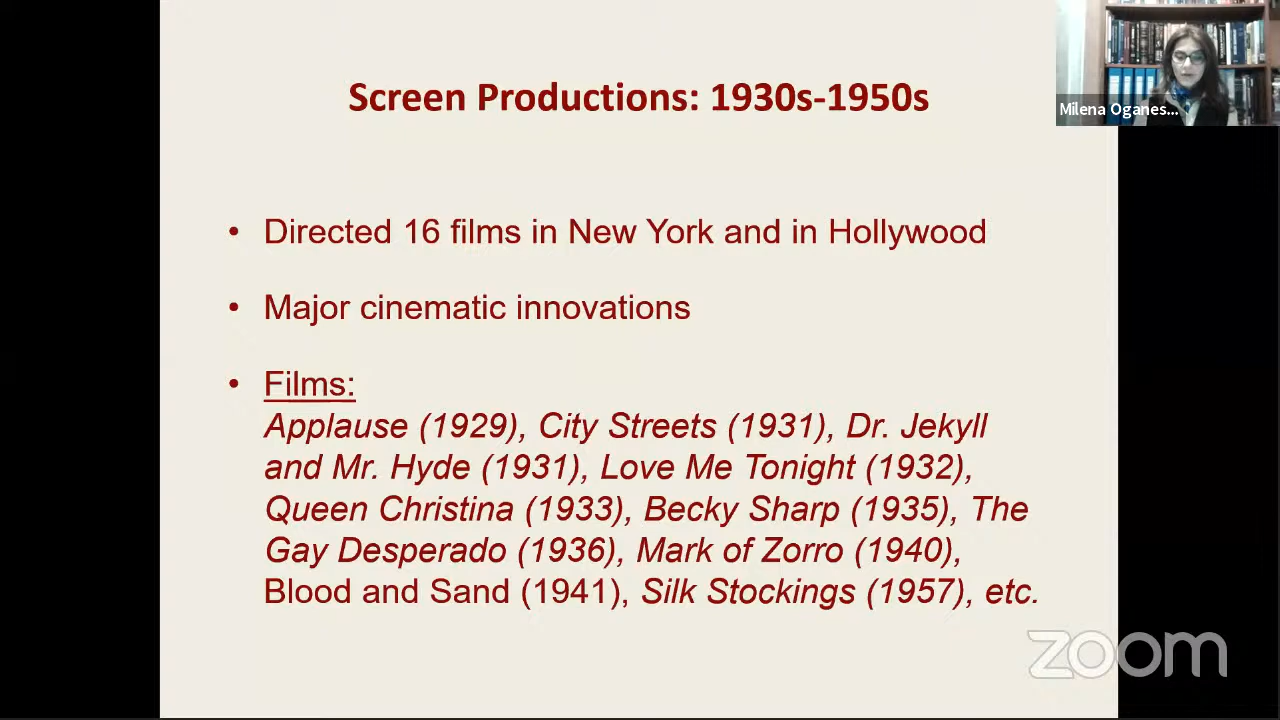 Screen Productions: 1930s-1950s
Milena Oganes...
• Directed 16 films in New York and in Hollywood
• Major cinematic innovations
• Films:
Applause (1929), City Streets (1931), Dr. Jekyll
and Mr. Hyde (1931), Love Me Tonight (1932),
Queen Christina (1933), Becky Sharp (1935), The
Gay Desperado (1936), Mark of Zorro (1940),
Blood and Sand (1941), Silk Stockings (1957), etc.
zoom